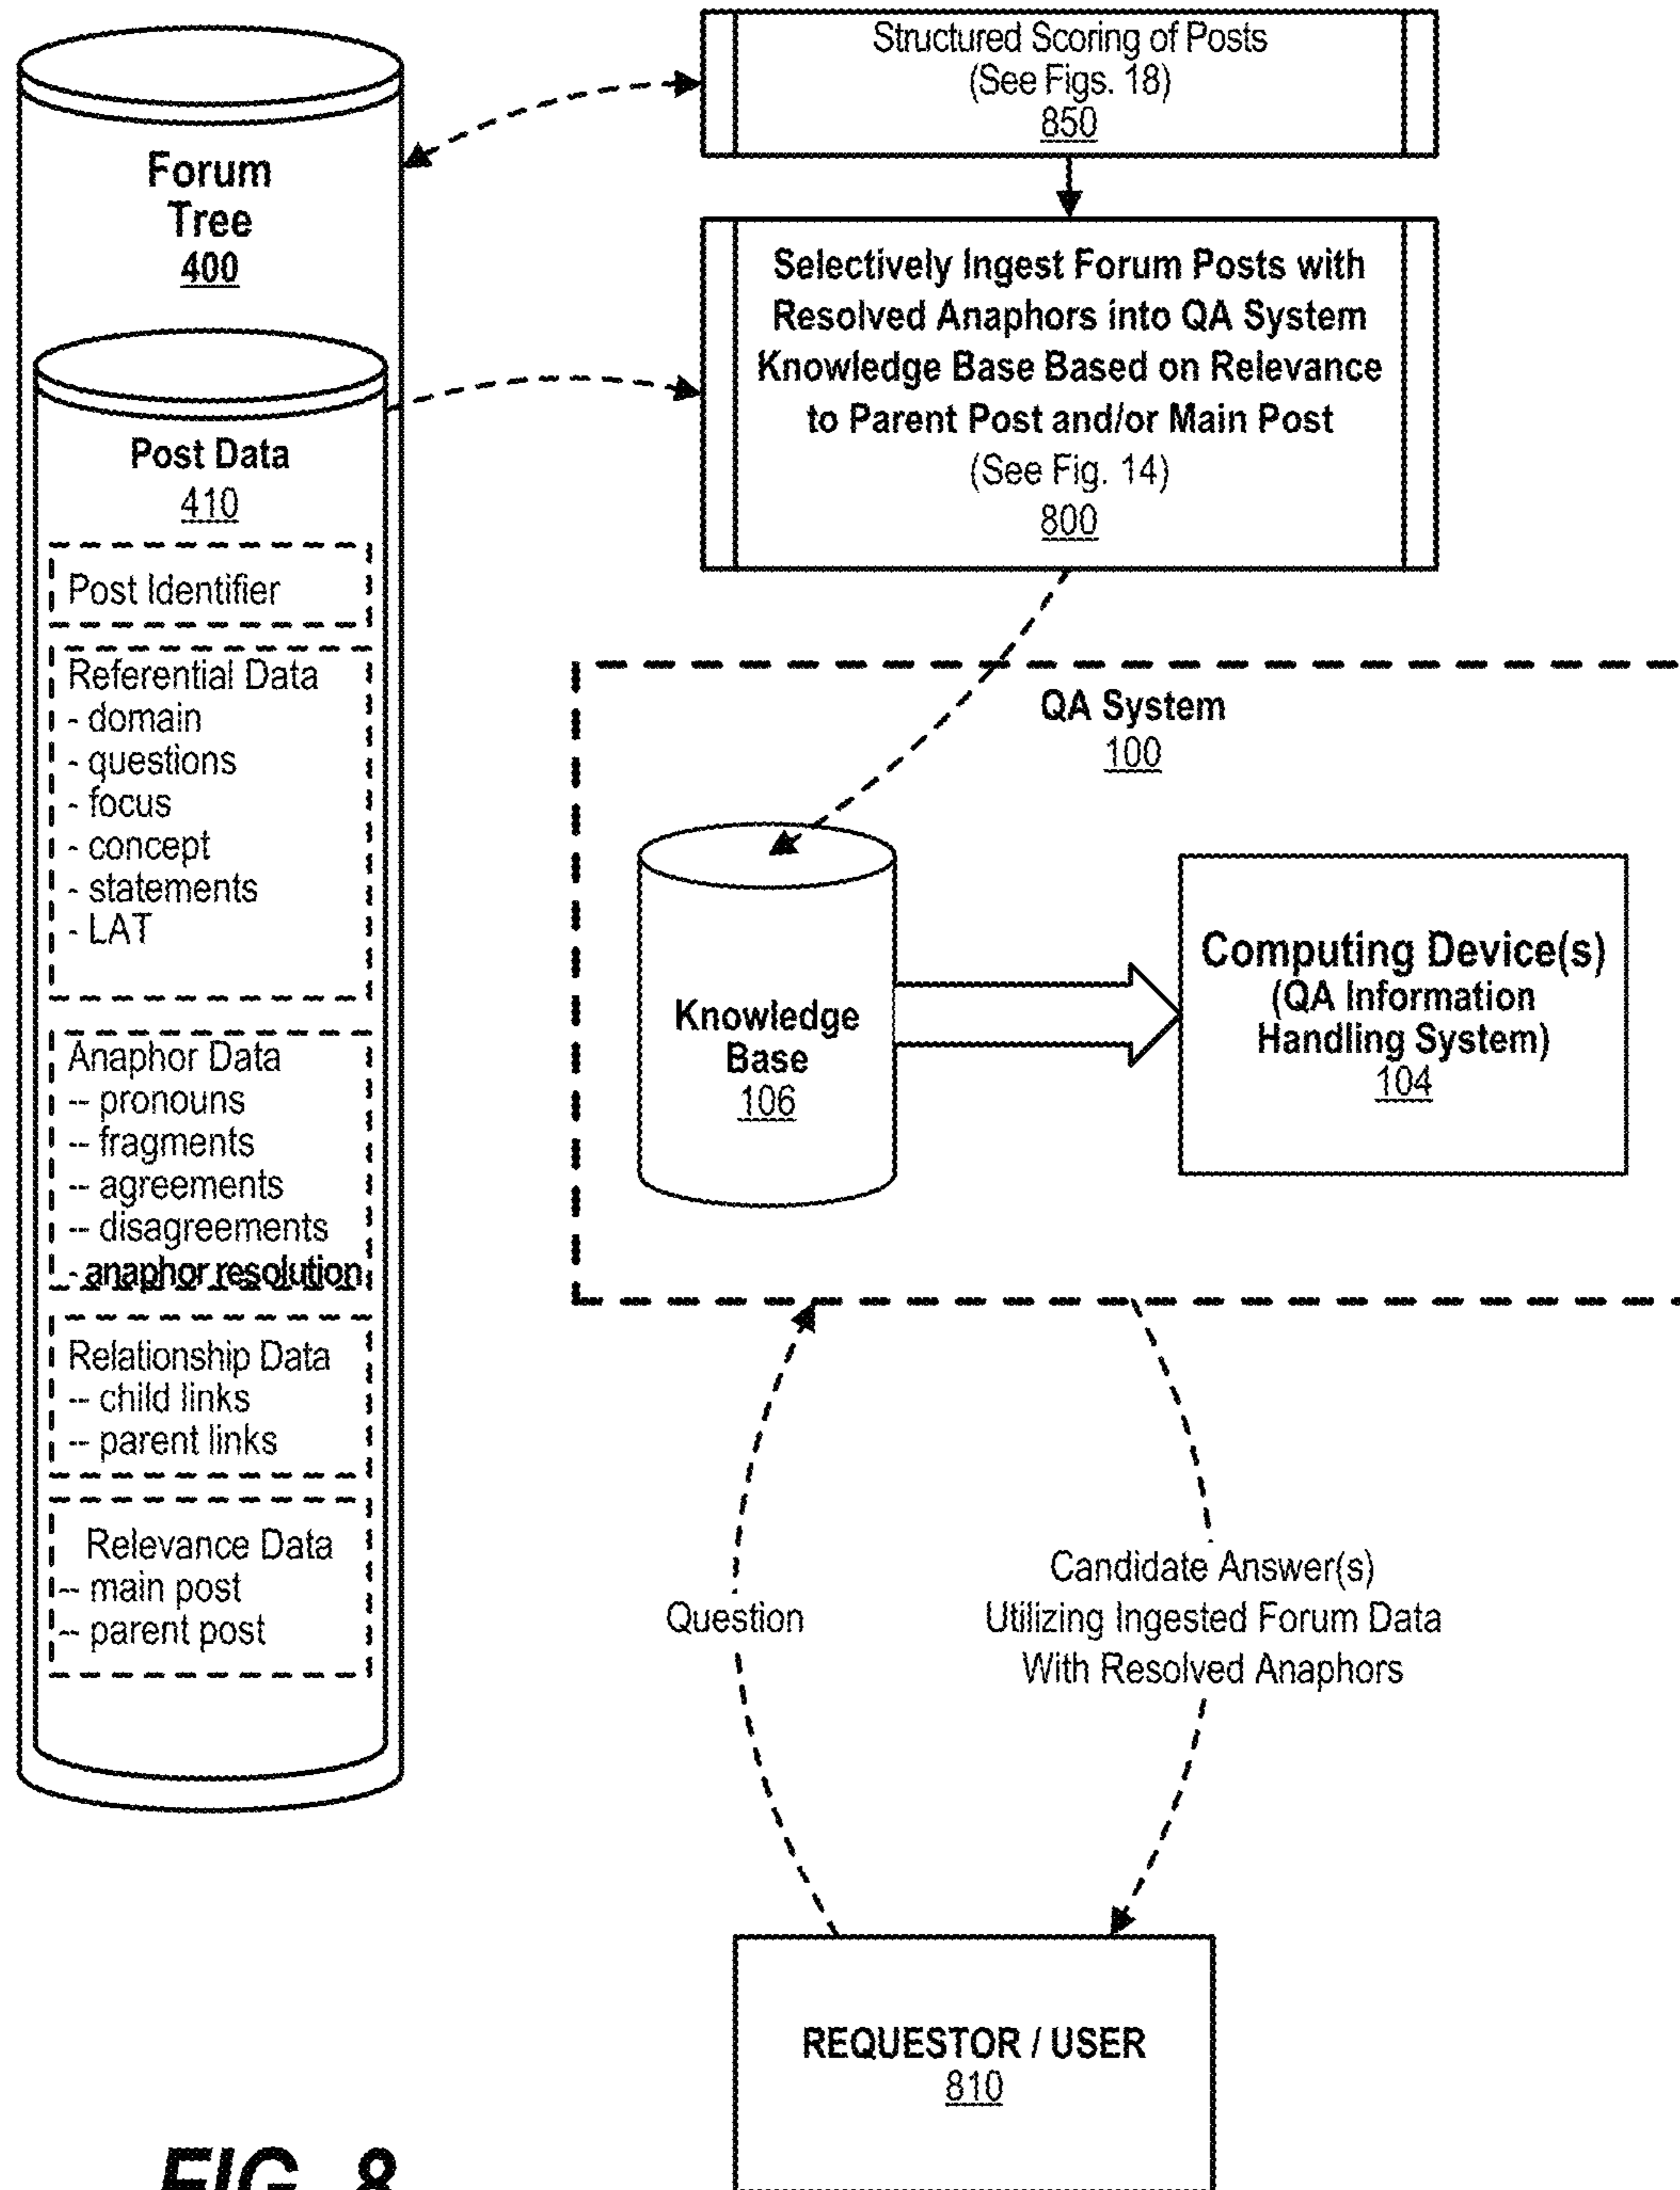 Structured Scoring of Posts
(See Figs. 18)
850
Forum
Tree
400
Selectively Ingest Forum Posts with
Resolved Anaphors into QA System
Knowledge Base Based on Relevance
to Parent Post and/or Main Post
(See Fig. 14)
800
Post Data
410
Post Identifier
Referential Data
- domain
- questions
- focus
- concept
- statements
- LAT
Anaphor Data
-- pronouns
-- fragments
-- agreements
-- disagreements
- anaphor resolution
Relationship Data
-- child links
-- parent links
Relevance Data
-- main post
-- parent post
QA System
100
Knowledge
Base
106
Computing Device(s)
(QA Information
Handling System)
104
Question
Candidate Answer(s)
Utilizing Ingested Forum Data
With Resolved Anaphors
REQUESTOR / USER
810
FIG. 8